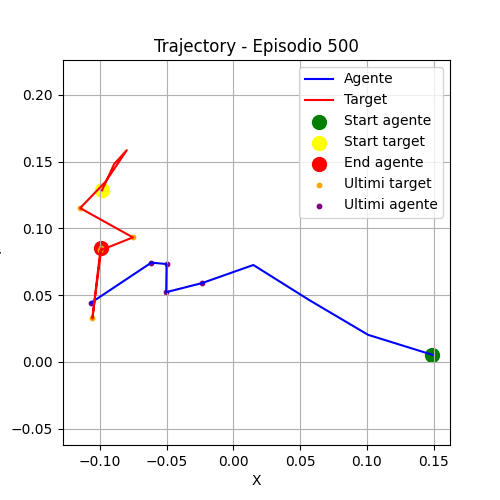 Trajectory - Episodio 500
Agente
Target
Start agente
Start target
End agente
Ultimi target
Ultimi agente
0.20
0.15
0.10
0.05
0.00
−0.05
−0.10
−0.05
0.00
0.05
0.10
0.15
X